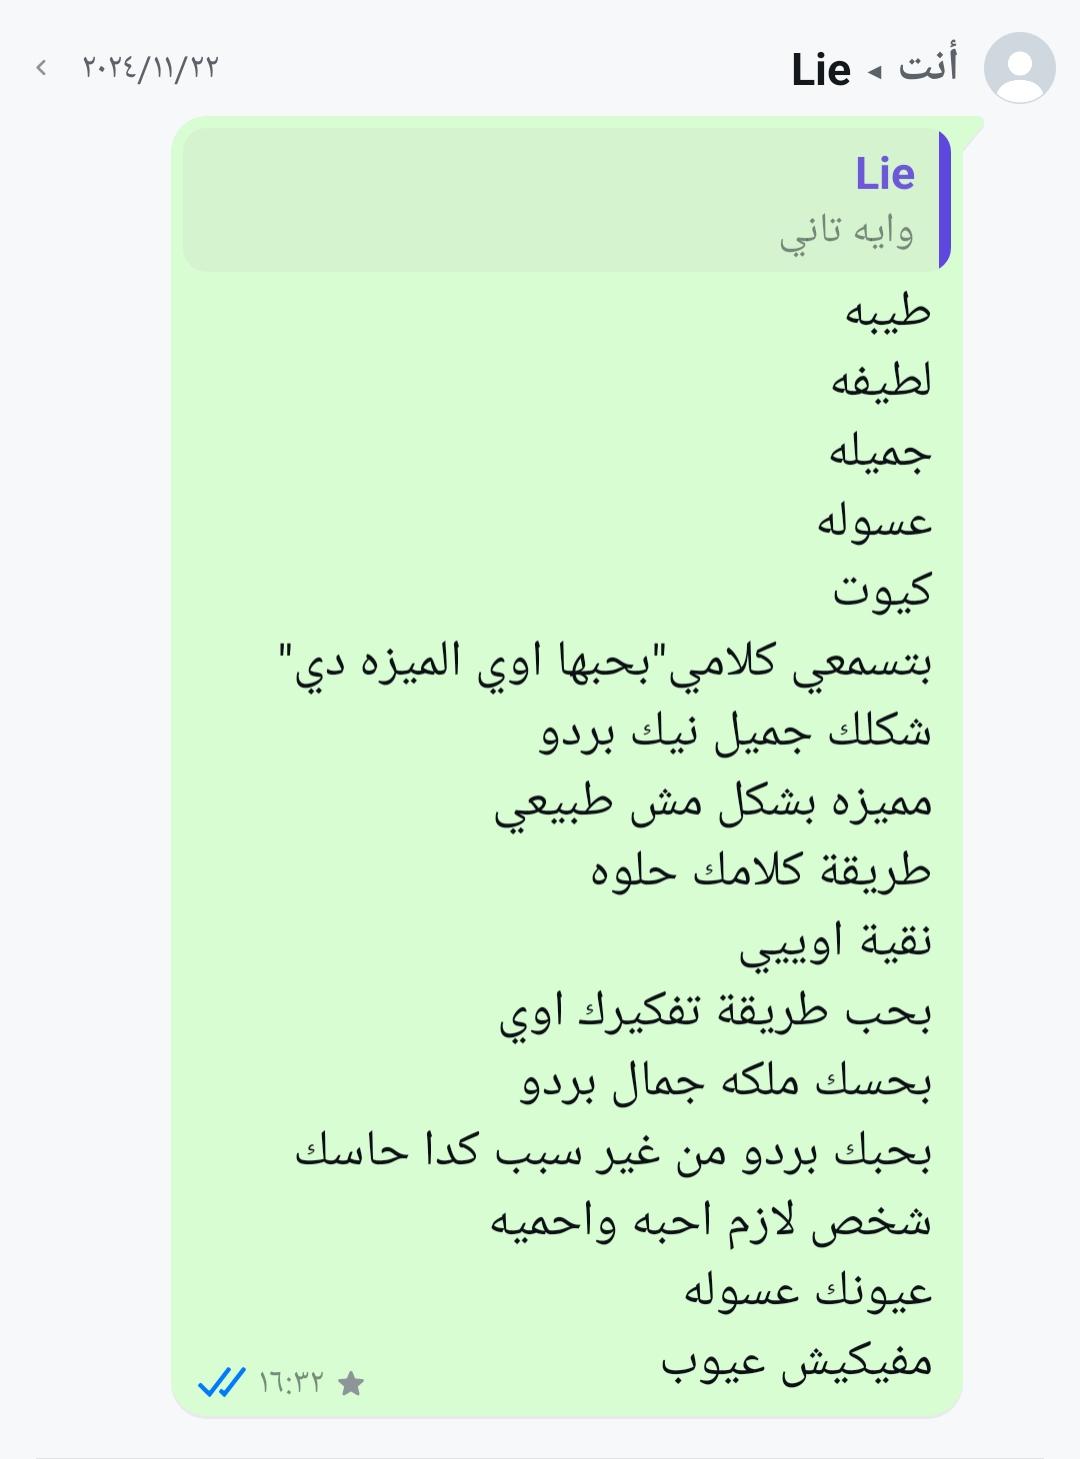 أنت ◂ Lie
٢٠٢٤/١١/٢٢
Lie
وايه تاني
طيبه
لطيفه
جميله
عسوله
كيوت
بتسمعي كلامي"بحبها اوي الميزه دي"
شكلك جميل نيك بردو
مميزه بشكل مش طبيعي
طريقة كلامك حلوه
نقية اوييي
بحب طريقة تفكيرك اوي
بحسك ملكه جمال بردو
بحبك بردو من غير سبب كدا حاسك
شخص لازم احبه واحميه
عيونك عسوله
مفيكيش عيوب
١٦:٣٢